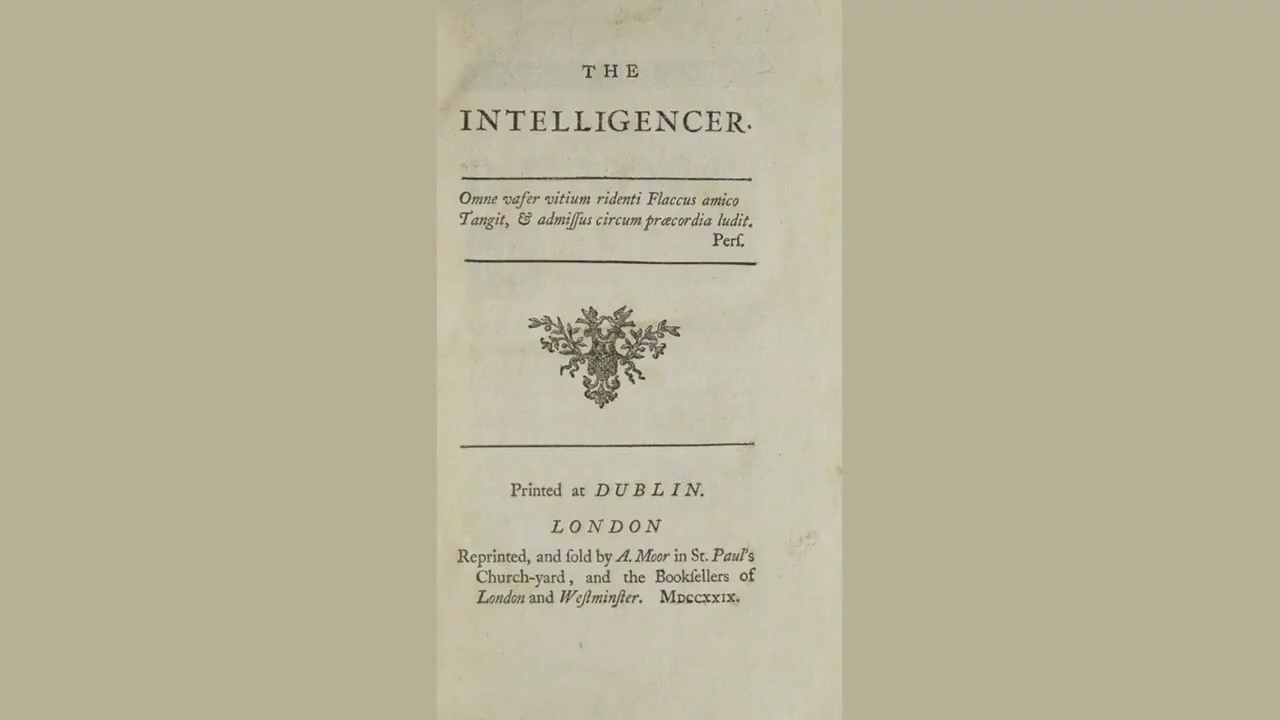 THE
INTELLIGENCER.
Omne vafer vitium ridenti Flaccus amico
Tangit, & admiſſus circum præcordia ludit.
Perſ.
Printed at DUBLIN.
LONDON
Reprinted, and ſold by A. Moor in St. Paul's
Church-yard, and the Bookſellers of
London and Weſtminſter. MDCCXXIX.